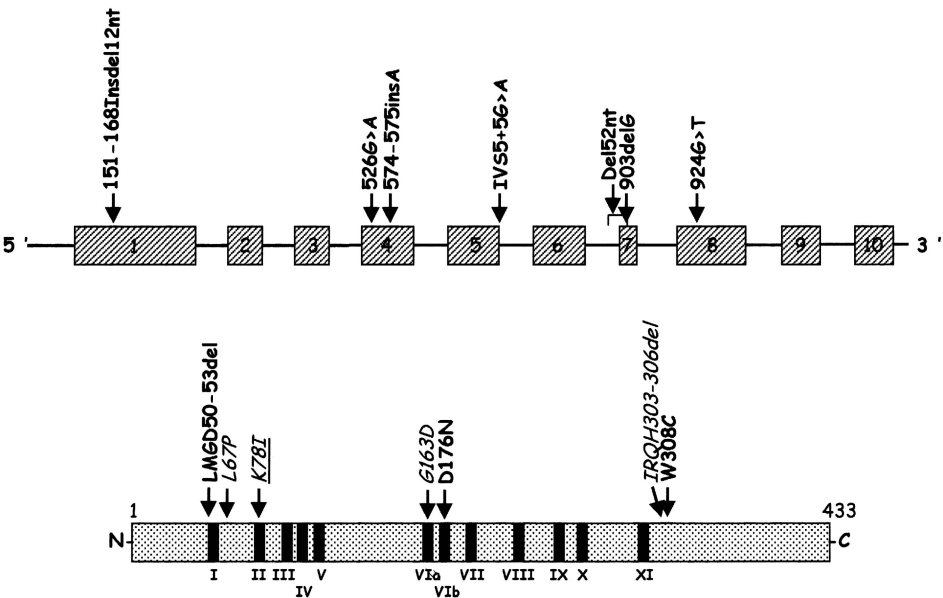 151-168Insdel12nt
526G>A
574-575insA
IVS5+5G>A
Del52nt
903delG
924G>T
5 ' 1 2 3 4 5 6 7 8 9 10 3 '
LMGD50-53del
L67P
K78I
G163D
D176N
IRQH303-306del
W308C
1 433
N C
I II III IV V VIa VIb VII VIII IX X XI